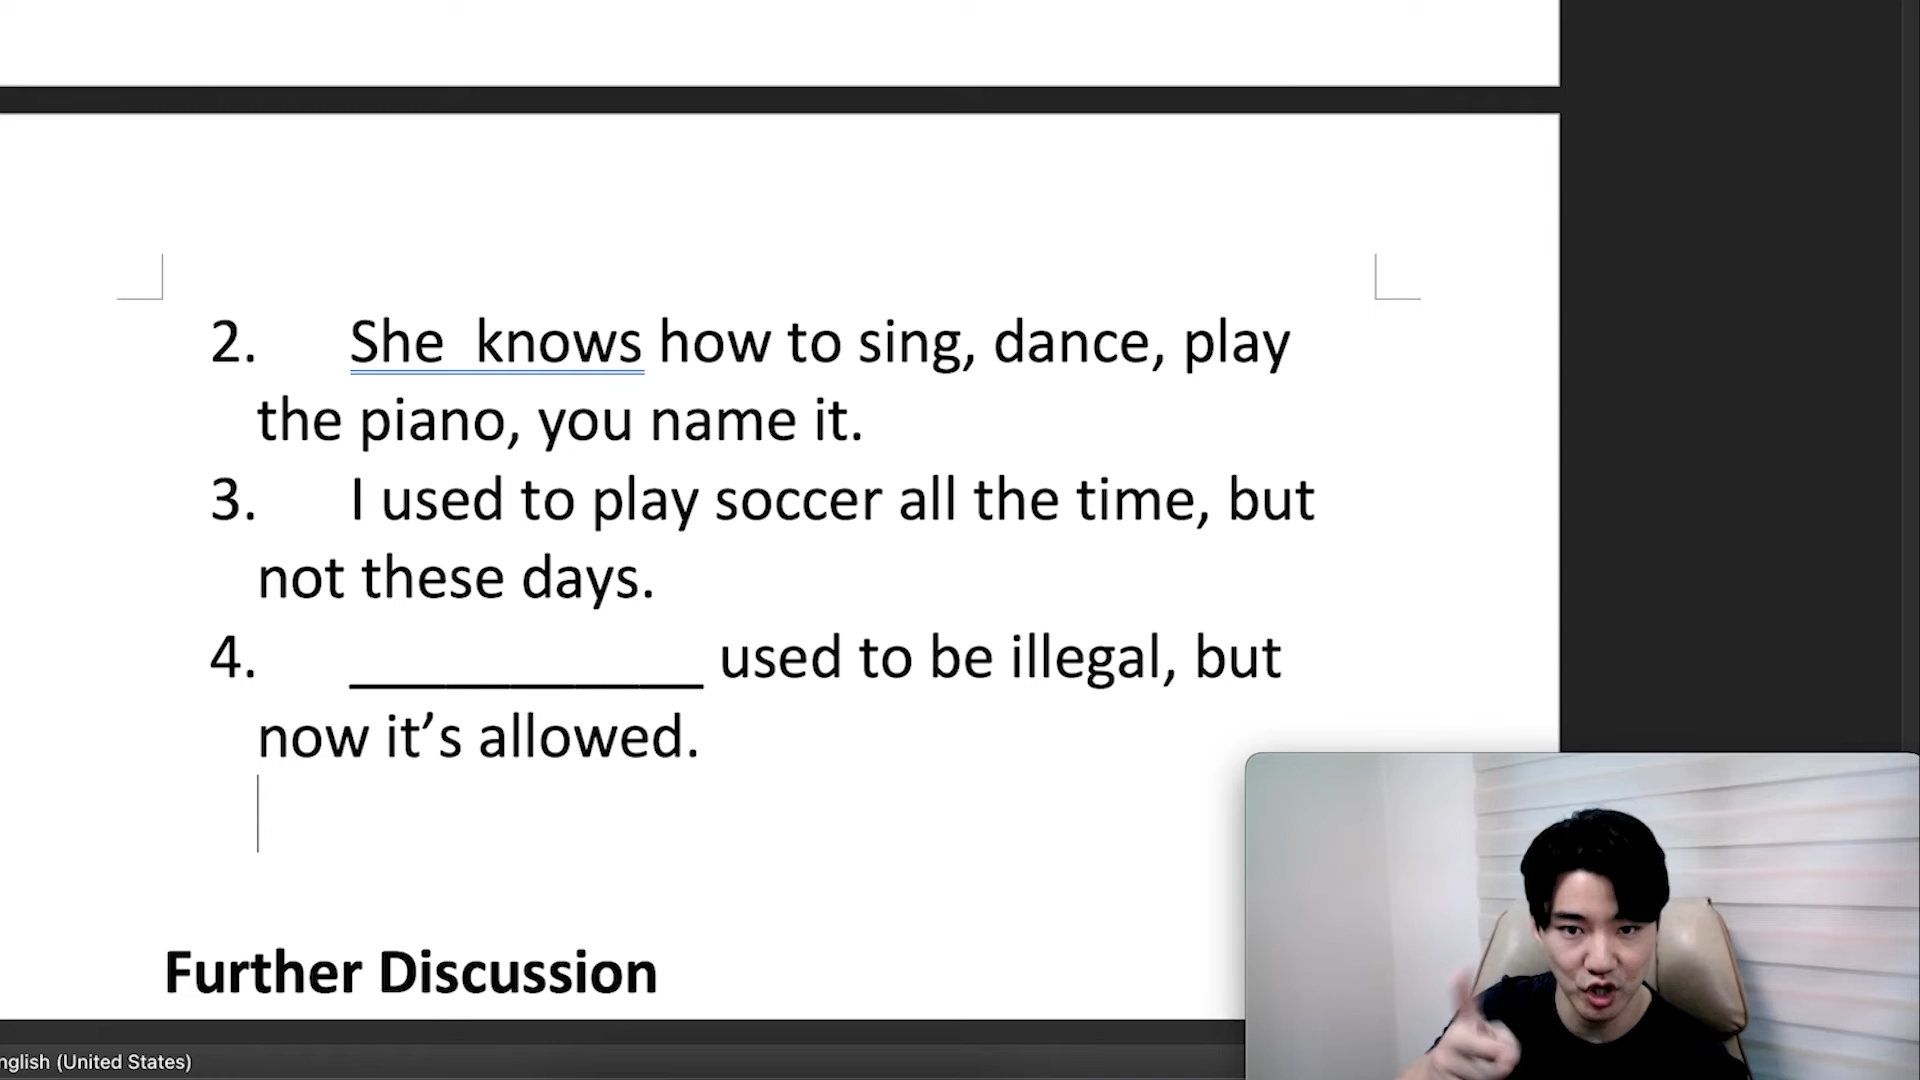 2. She  knows how to sing, dance, play
the piano, you name it.
3. I used to play soccer all the time, but
not these days.
4. ___________ used to be illegal, but
now it’s allowed.
Further Discussion
nglish (United States)